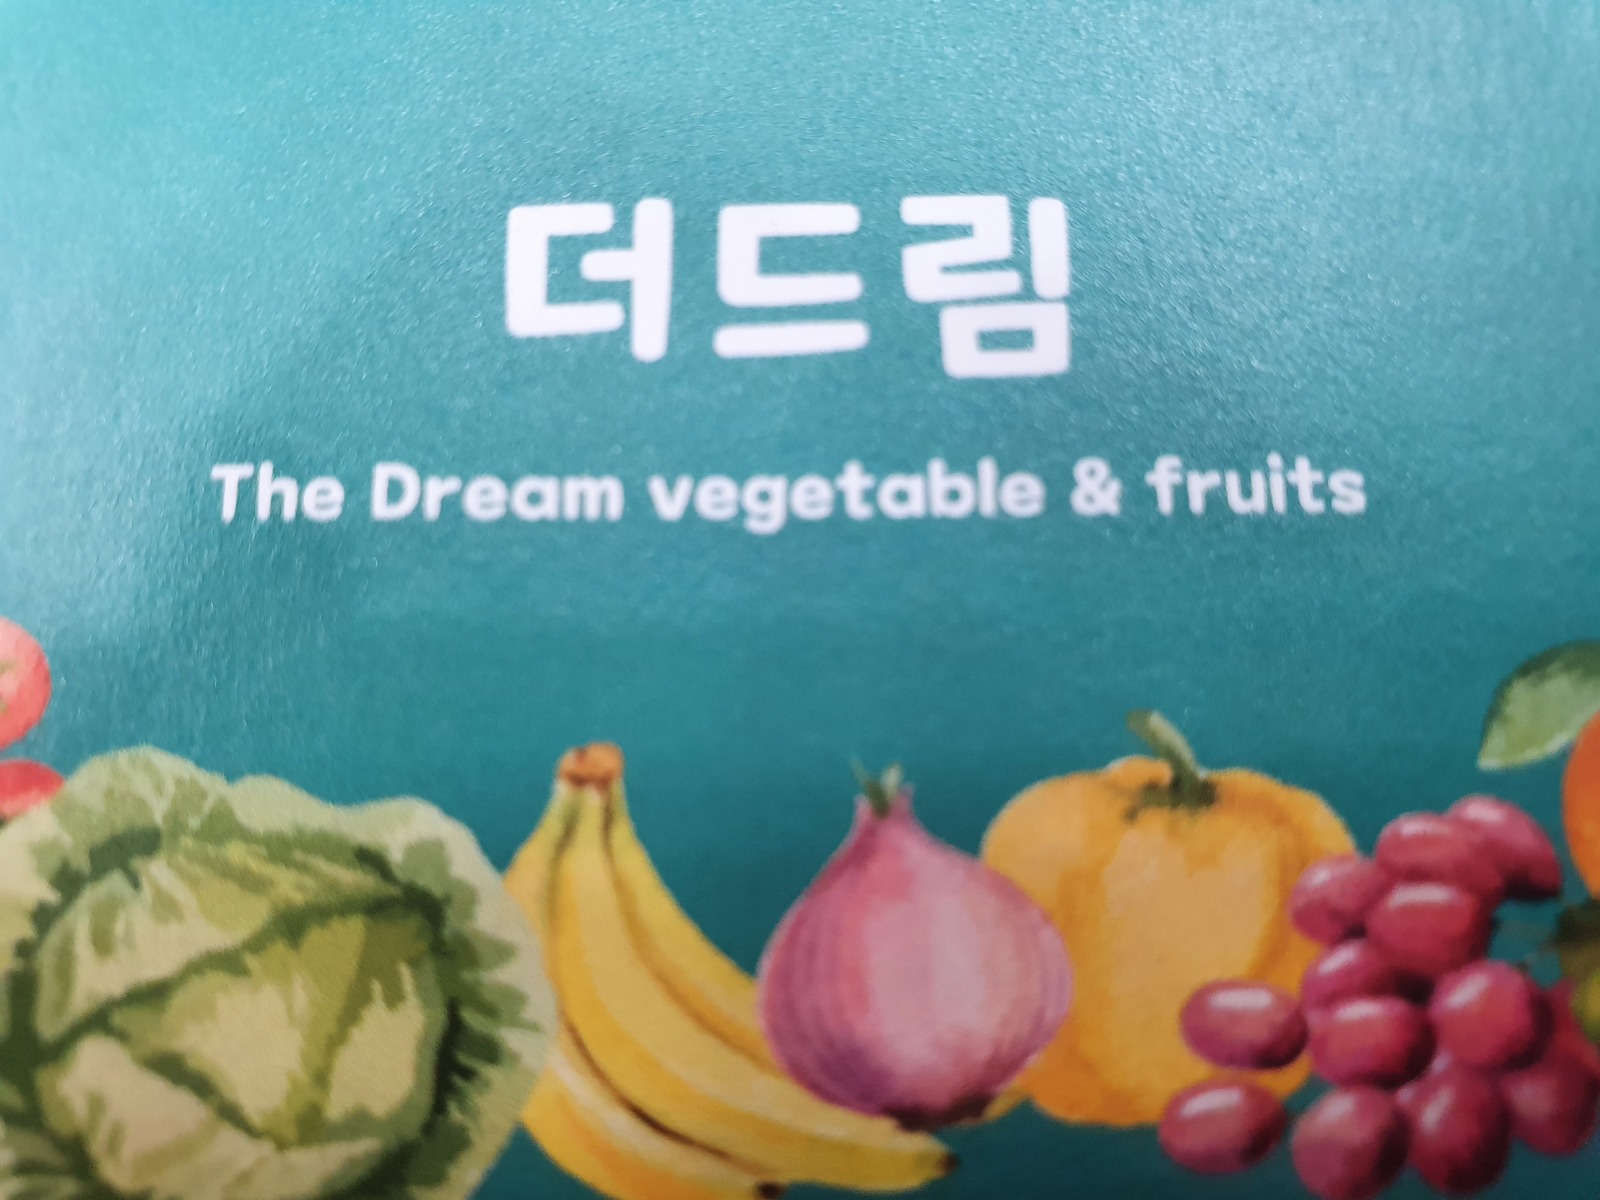 더드림
The Dream vegetable & fruits